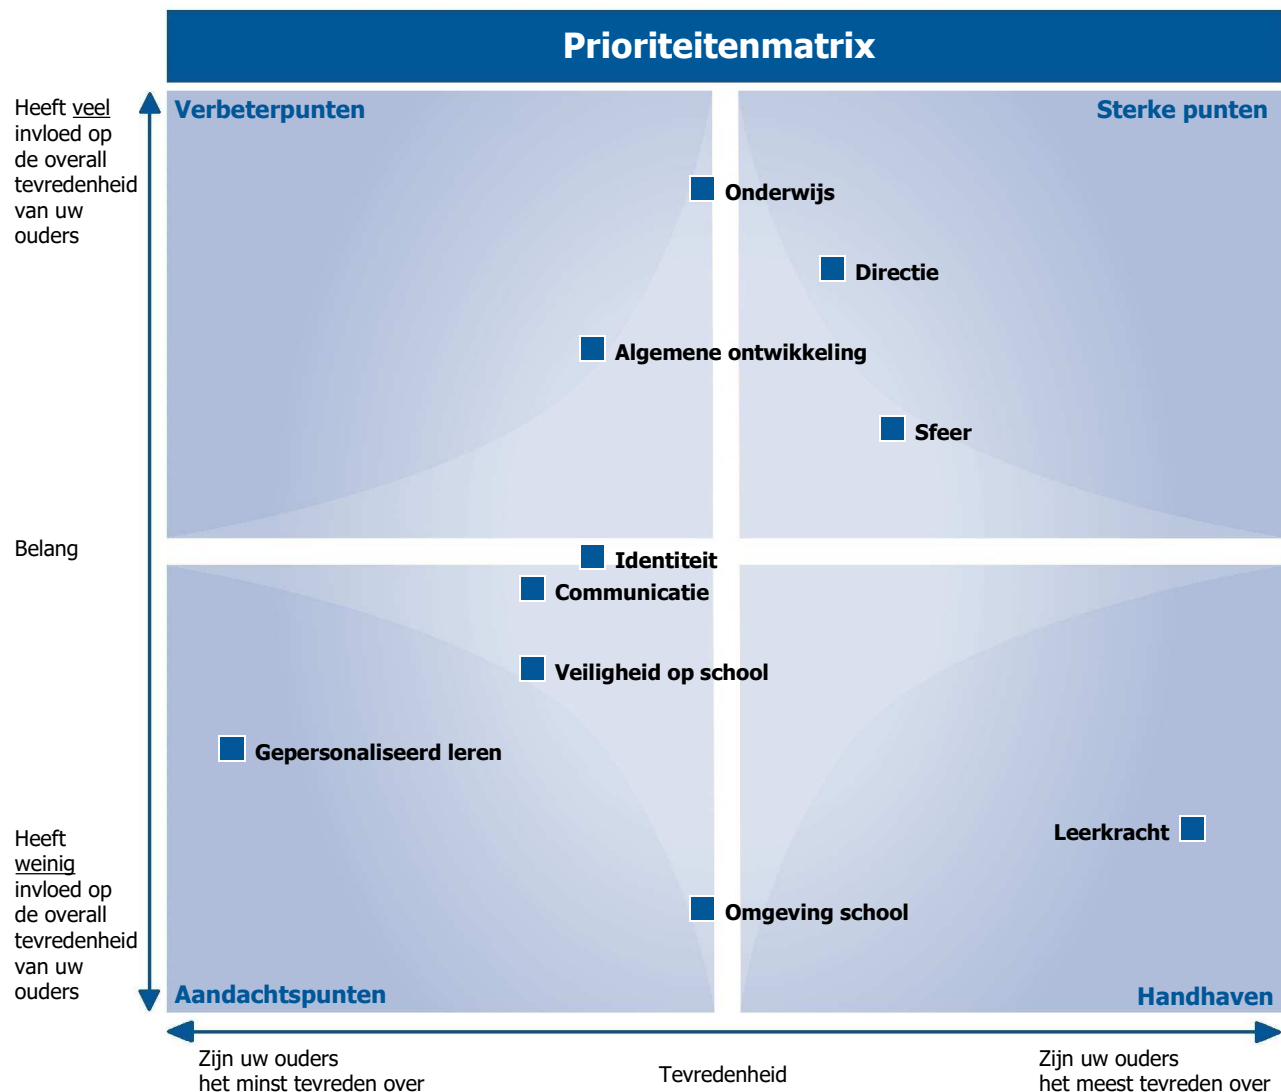 Prioriteitenmatrix
Heeft veel
invloed op
de overall
tevredenheid
van uw
ouders
Verbeterpunten
Sterke punten
Onderwijs
Directie
Algemene ontwikkeling
Sfeer
Belang
Identiteit
Communicatie
Veiligheid op school
Gepersonaliseerd leren
Leerkracht
Heeft
weinig
invloed op
de overall
tevredenheid
van uw
ouders
Omgeving school
Aandachtspunten
Handhaven
Zijn uw ouders
het minst tevreden over
Tevredenheid
Zijn uw ouders
het meest tevreden over